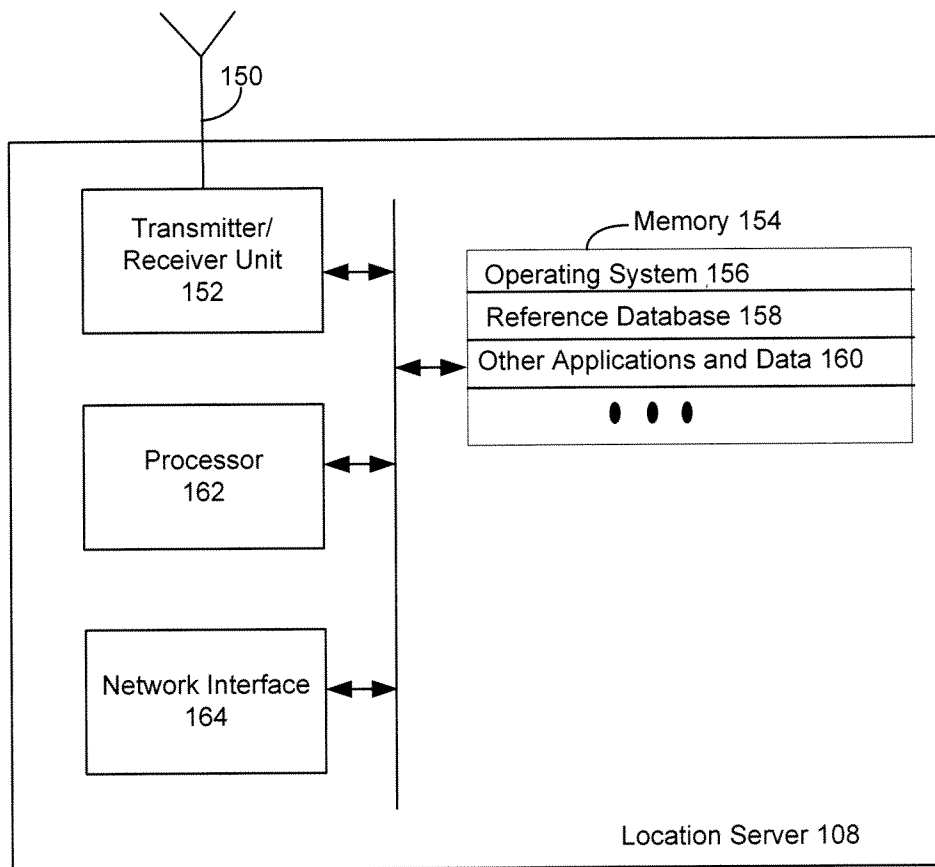 150
Transmitter/
Receiver Unit
152
Memory 154
Operating System 156
Reference Database 158
Other Applications and Data 160
Processor
162
Network Interface
164
Location Server 108